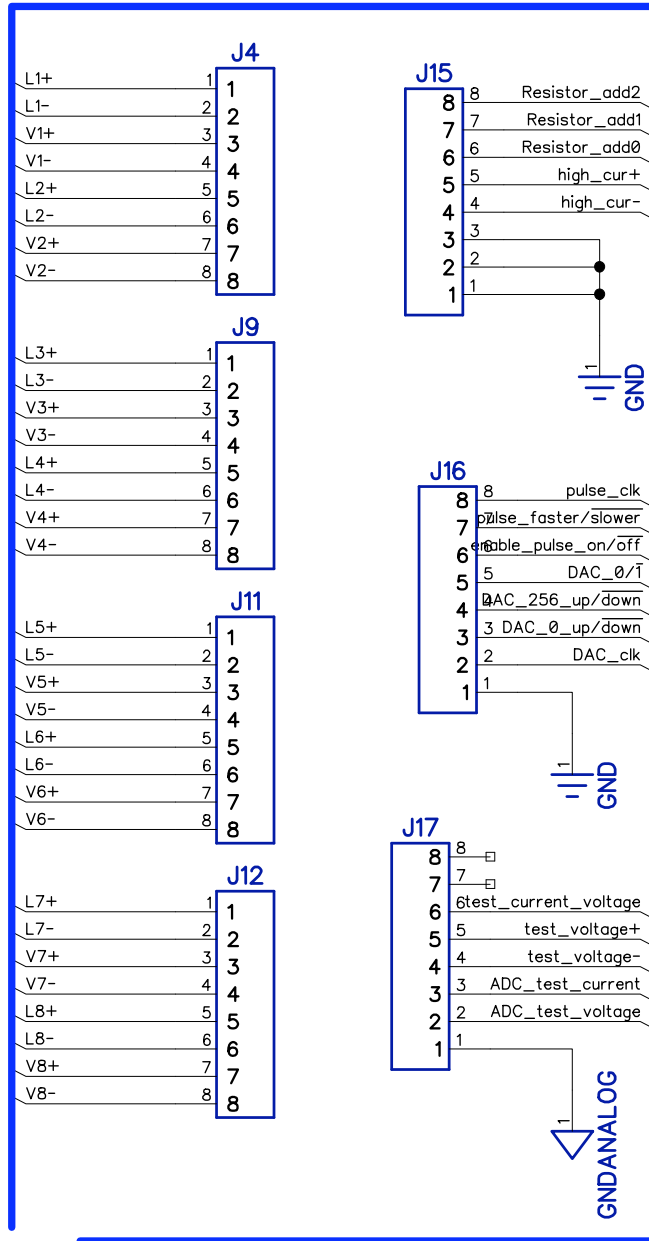 J4
L1+ 1 1
L1- 2 2
V1+ 3 3
V1- 4 4
L2+ 5 5
L2- 6 6
V2+ 7 7
V2- 8 8
J9
L3+ 1 1
L3- 2 2
V3+ 3 3
V3- 4 4
L4+ 5 5
L4- 6 6
V4+ 7 7
V4- 8 8
J11
L5+ 1 1
L5- 2 2
V5+ 3 3
V5- 4 4
L6+ 5 5
L6- 6 6
V6+ 7 7
V6- 8 8
J12
L7+ 1 1
L7- 2 2
V7+ 3 3
V7- 4 4
L8+ 5 5
L8- 6 6
V8+ 7 7
V8- 8 8
J15
8 8 Resistor_add2
7 7 Resistor_add1
6 6 Resistor_add0
5 5 high_cur+
4 4 high_cur-
3 3
2 2
1 1
1
GND
J16
8 8 pulse_clk
7 7 pulse_faster/s̅l̅o̅w̅e̅r̅
6 6 enable_pulse_on/o̅f̅f̅
5 5 DAC_0/1̅
4 4 DAC_256_up/d̅o̅w̅n̅
3 3 DAC_0_up/d̅o̅w̅n̅
2 2 DAC_clk
1 1
1
GND
J17
8 8
7 7
6 6 test_current_voltage
5 5 test_voltage+
4 4 test_voltage-
3 3 ADC_test_current
2 2 ADC_test_voltage
1 1
1
GNDANALOG